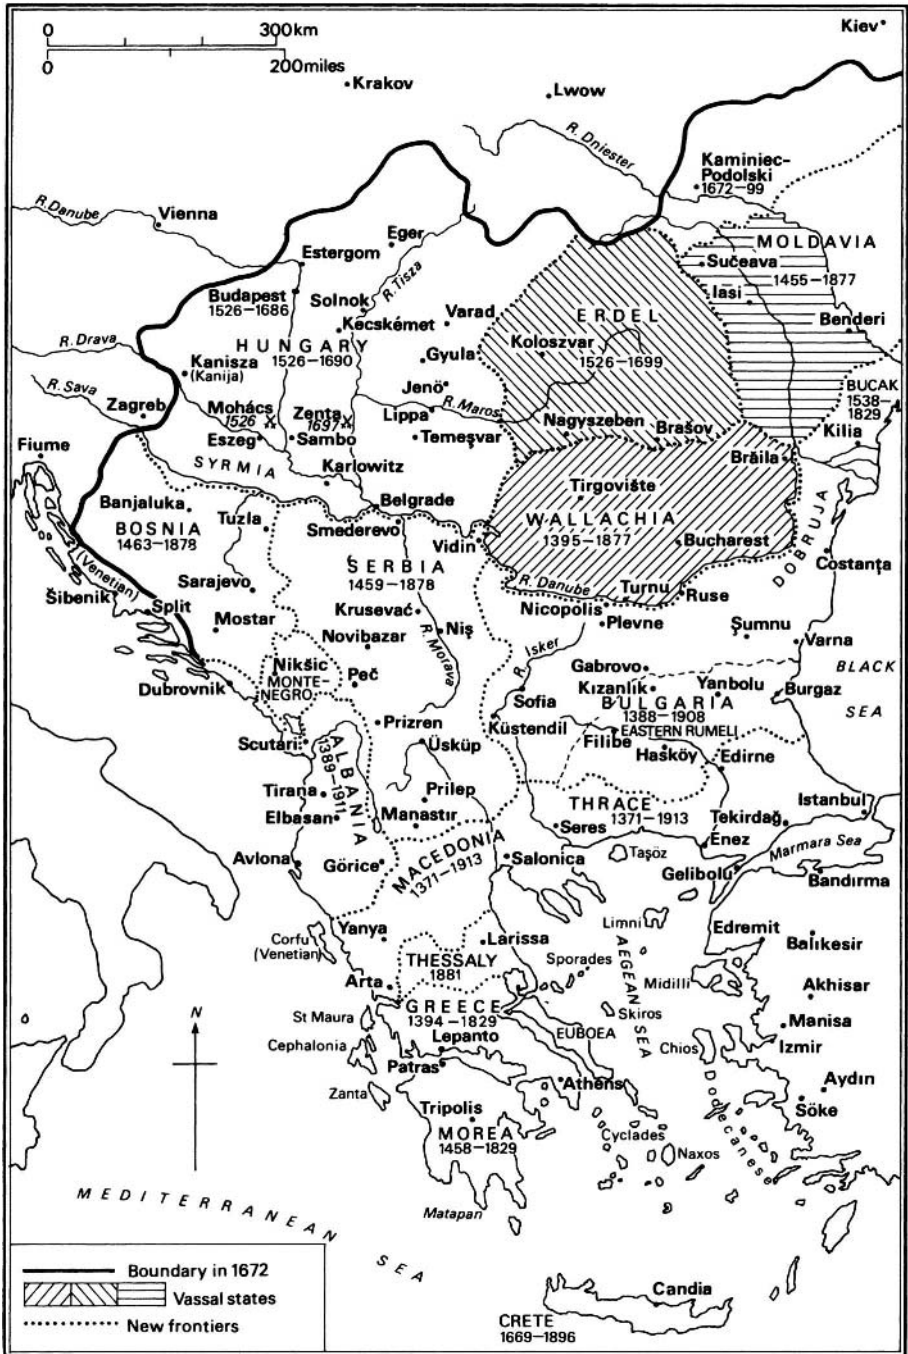 0 300km
0 200miles
Kiev
Krakov
Lwow
R. Dniester
Kaminiec-
Podolski
1672–99
R. Danube
Vienna
Eger
Estergom
R. Tisza
MOLDAVIA
1455–1877
Sučeava
Iaşi
Budapest
1526–1686
Solnok
Varad
ERDEL
1526–1699
Benderi
Kecskémet
R. Drava
HUNGARY
1526–1690
Koloszvar
Kanisza
(Kanija)
Gyula
R. Sava
Jenö
BUCAK
1538–
1829
Zagreb
Mohács
1526
Zenta
1697
Lippa
R. Maros
Nagyszeben
Braşov
Kilia
Eszeg
Sambo
Temeşvar
Fiume
SYRMIA
Karlowitz
Brăila
Banjaluka
Belgrade
Tirgovişte
BOSNIA
1463–1878
Tuzla
Smederevo
WALLACHIA
1395–1877
DOBRUJA
Vidin
Bucharest
(Venetian)
SERBIA
1459–1878
Costanţa
Sarajevo
R. Danube
Turnu
Šibenik
Split
Krusevać
Nicopolis
Ruse
Mostar
Niş
Plevne
Şumnu
Novibazar
R. Morava
R. Isker
Varna
Nikšic
MONTE-
NEGRO
Peč
Gabrovo
BLACK
SEA
Dubrovnik
Sofia
Kızanlık
Yanbolu
Burgaz
BULGARIA
1388–1908
Prizren
Küstendil
EASTERN RUMELI
Scutari
ALBANIA
1389–1911
Üsküp
Filibe
Hasköy
Edirne
Tirana
Prilep
THRACE
1371–1913
Istanbul
Elbasan
Manastır
Seres
Tekirdağ
Enez
Avlona
Görice
MACEDONIA
1371–1913
Salonica
Taşöz
Marmara Sea
Gelibolu
Bandırma
Yanya
Larissa
Limni
Edremit
Balıkesir
Corfu
(Venetian)
THESSALY
1881
Sporades
AEGEAN SEA
Midilli
Arta
Akhisar
GREECE
1394–1829
Skiros
N
St Maura
EUBOEA
Manisa
Lepanto
Chios
Izmir
Cephalonia
Patras
Athens
Aydın
Zanta
Dodecanese
Söke
Tripolis
MOREA
1458–1829
Cyclades
Naxos
MEDITERRANEAN SEA
Matapan
Candia
CRETE
1669–1896
Boundary in 1672
Vassal states
New frontiers